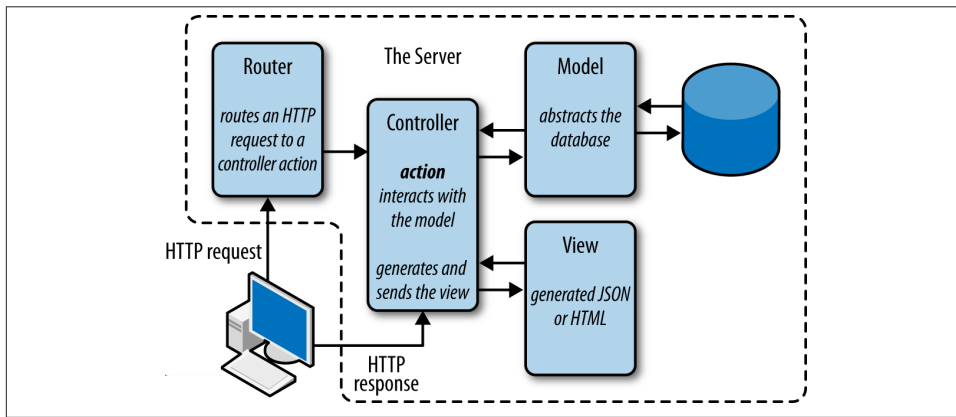 The Server
Router
routes an HTTP
request to a
controller action
Controller
action
interacts with
the model
generates and
sends the view
Model
abstracts the
database
View
generated JSON
or HTML
HTTP request
HTTP
response